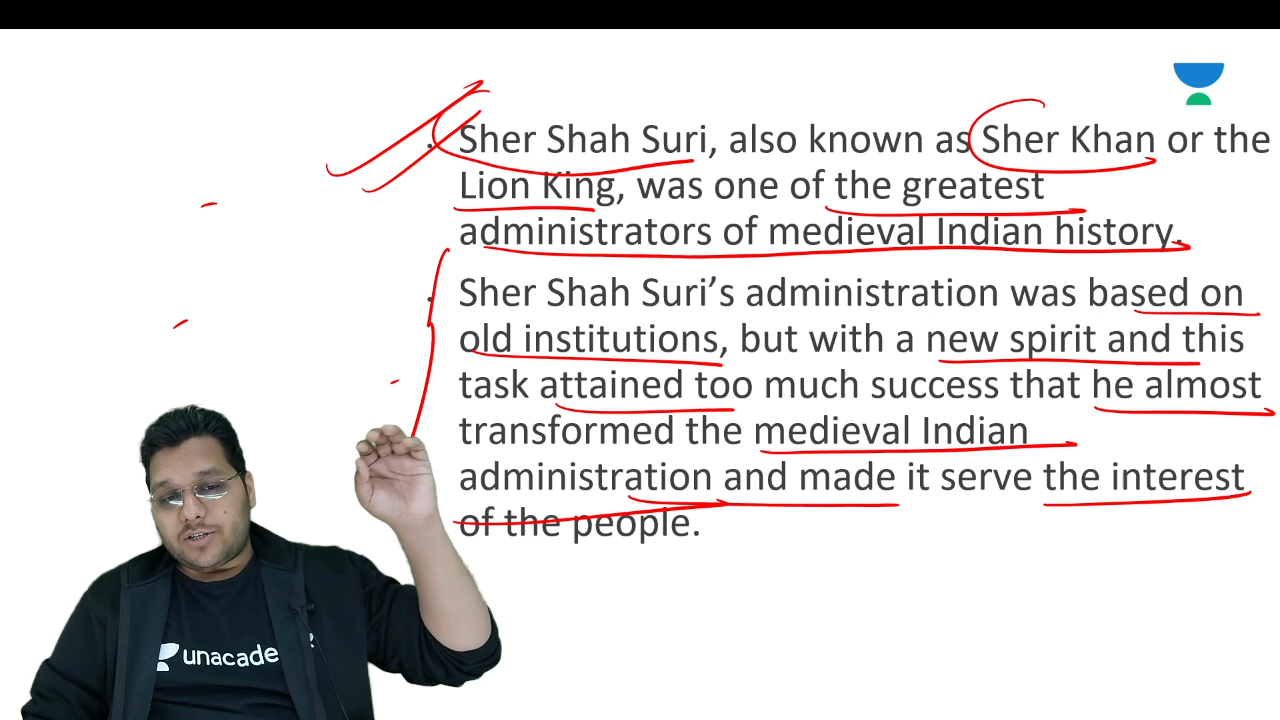 Sher Shah Suri, also known as Sher Khan or the
Lion King, was one of the greatest
administrators of medieval Indian history.
Sher Shah Suri’s administration was based on
old institutions, but with a new spirit and this
task attained too much success that he almost
transformed the medieval Indian
administration and made it serve the interest
of the people.
unacade